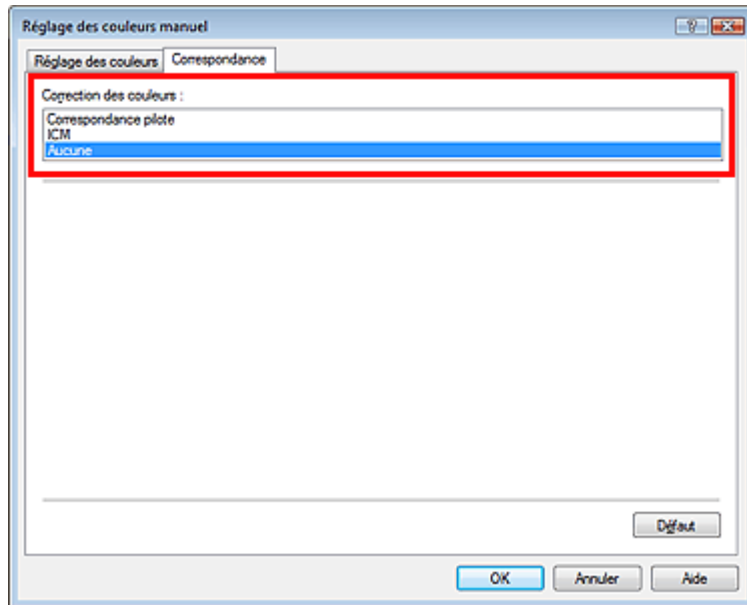 Réglage des couleurs manuel
Réglage des couleurs Correspondance
Correction des couleurs :
Correspondance pilote
ICM
Aucune
Défaut
OK Annuler Aide